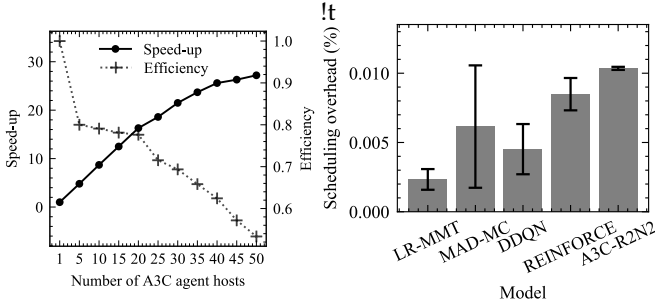 !t
Speed-up
Efficiency
30
20
10
0
Speed-up
1.0
0.9
0.8
0.7
0.6
Efficiency
1 5 10 15 20 25 30 35 40 45 50
Number of A3C agent hosts
Scheduling overhead (%)
0.010
0.005
0.000
LR-MMT
MAD-MC
DDQN
REINFORCE
A3C-R2N2
Model